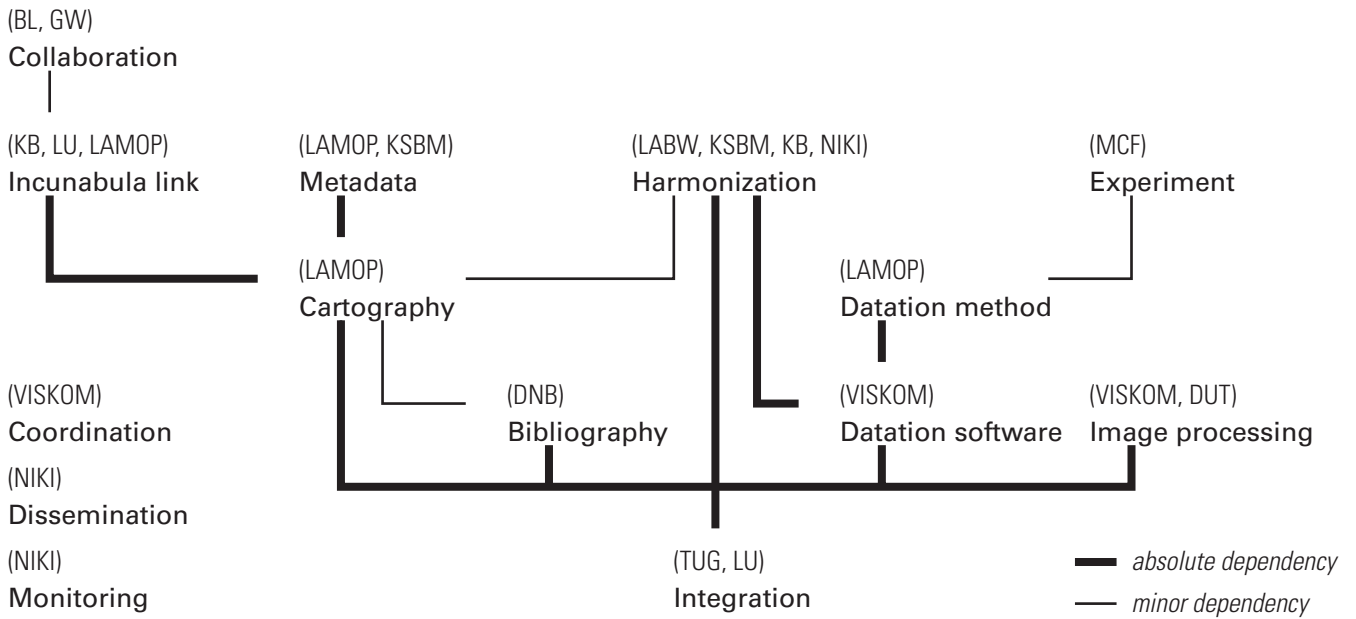 (BL, GW)
Collaboration
(KB, LU, LAMOP)
Incunabula link
(LAMOP, KSBM)
Metadata
(LABW, KSBM, KB, NIKI)
Harmonization
(MCF)
Experiment
(LAMOP)
Cartography
(LAMOP)
Datation method
(VISKOM)
Coordination
(DNB)
Bibliography
(VISKOM)
Datation software
(VISKOM, DUT)
Image processing
(NIKI)
Dissemination
(NIKI)
Monitoring
(TUG, LU)
Integration
absolute dependency
minor dependency